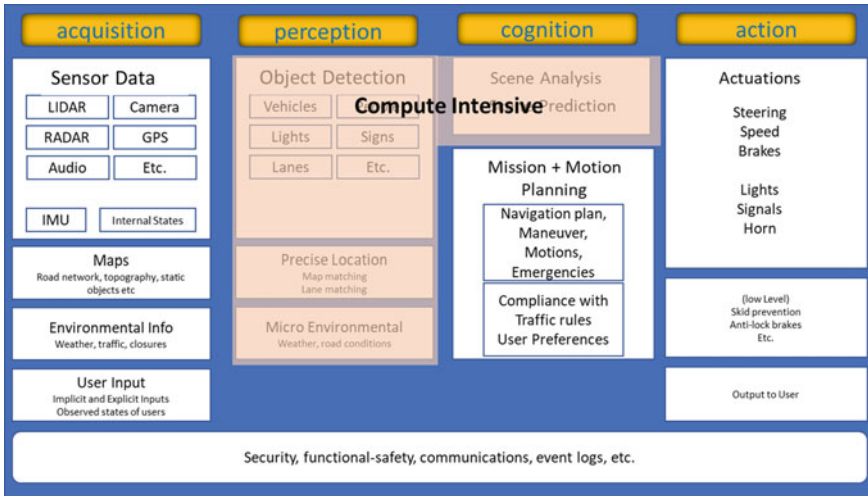 acquisition
perception
cognition
action
Sensor Data
LIDAR
Camera
RADAR
GPS
Audio
Etc.
IMU
Internal States
Maps
Road network, topography, static
objects etc
Environmental Info
Weather, traffic, closures
User Input
Implicit and Explicit Inputs
Observed states of users
Object Detection
Vehicles
Lights
Signs
Lanes
Etc.
Compute Intensive
Precise Location
Map matching
Lane matching
Micro Environmental
Weather, road conditions
Scene Analysis
Prediction
Mission + Motion
Planning
Navigation plan,
Maneuver,
Motions,
Emergencies
Compliance with
Traffic rules
User Preferences
Actuations
Steering
Speed
Brakes
Lights
Signals
Horn
(low Level)
Skid prevention
Anti-lock brakes
Etc.
Output to User
Security, functional-safety, communications, event logs, etc.